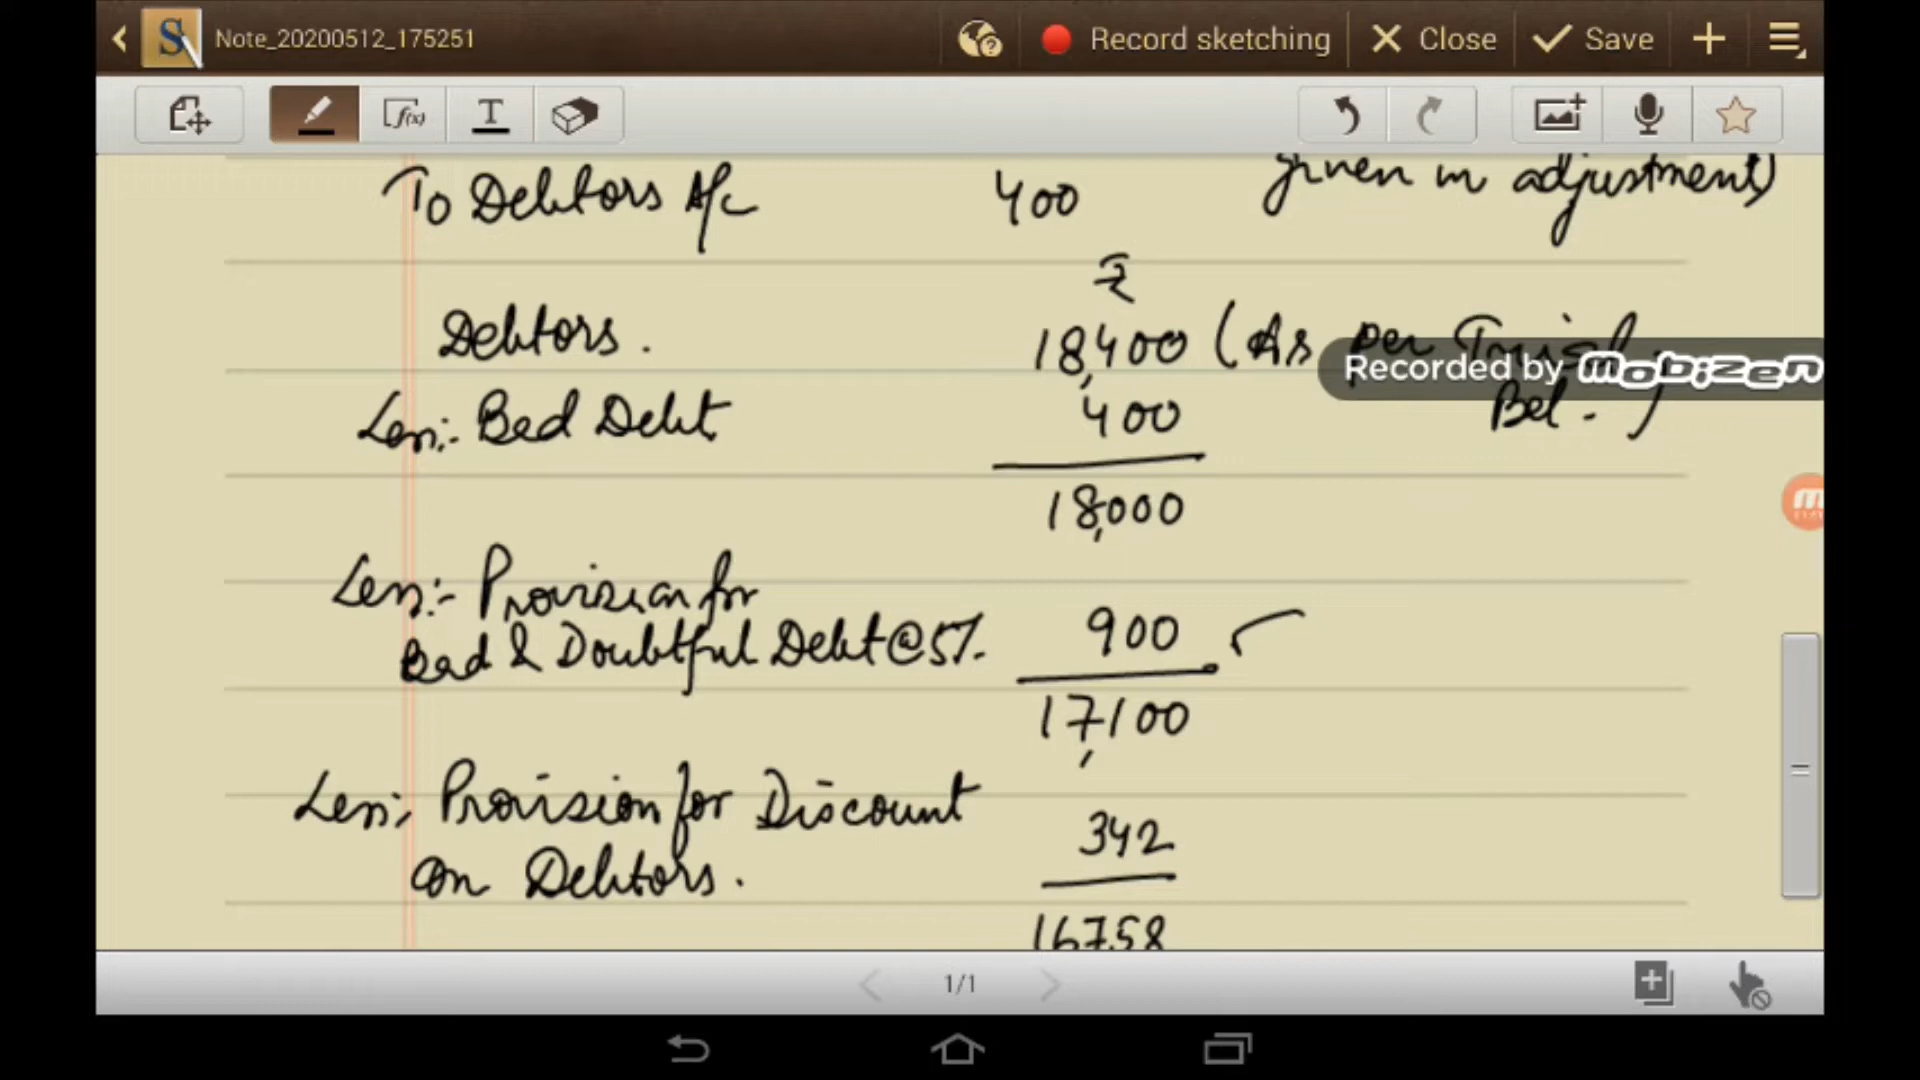 Note_20200512_175251
Record sketching
Close
Save
To Debtors A/c 400
given in adjustment)
₹
Debtors. 18,400 (As per Trial
Recorded by mobizen
Less:- Bad Debt 400
Bal.)
18,000
Less:- Provision for
Bad & Doubtful Debt @ 5%. 900
17,100
Less; Provision for Discount
on Debtors. 342
16758
1/1